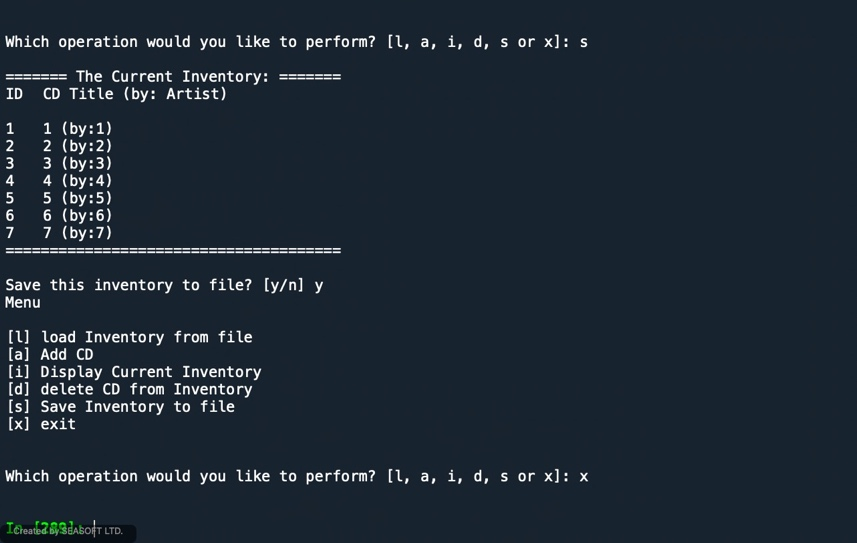 Which operation would you like to perform? [l, a, i, d, s or x]: s
======= The Current Inventory: =======
ID CD Title (by: Artist)
1 1 (by:1)
2 2 (by:2)
3 3 (by:3)
4 4 (by:4)
5 5 (by:5)
6 6 (by:6)
7 7 (by:7)
======================================
Save this inventory to file? [y/n] y
Menu
[l] load Inventory from file
[a] Add CD
[i] Display Current Inventory
[d] delete CD from Inventory
[s] Save Inventory to file
[x] exit
Which operation would you like to perform? [l, a, i, d, s or x]: x
In [289]:
Created by SEASOFT LTD.